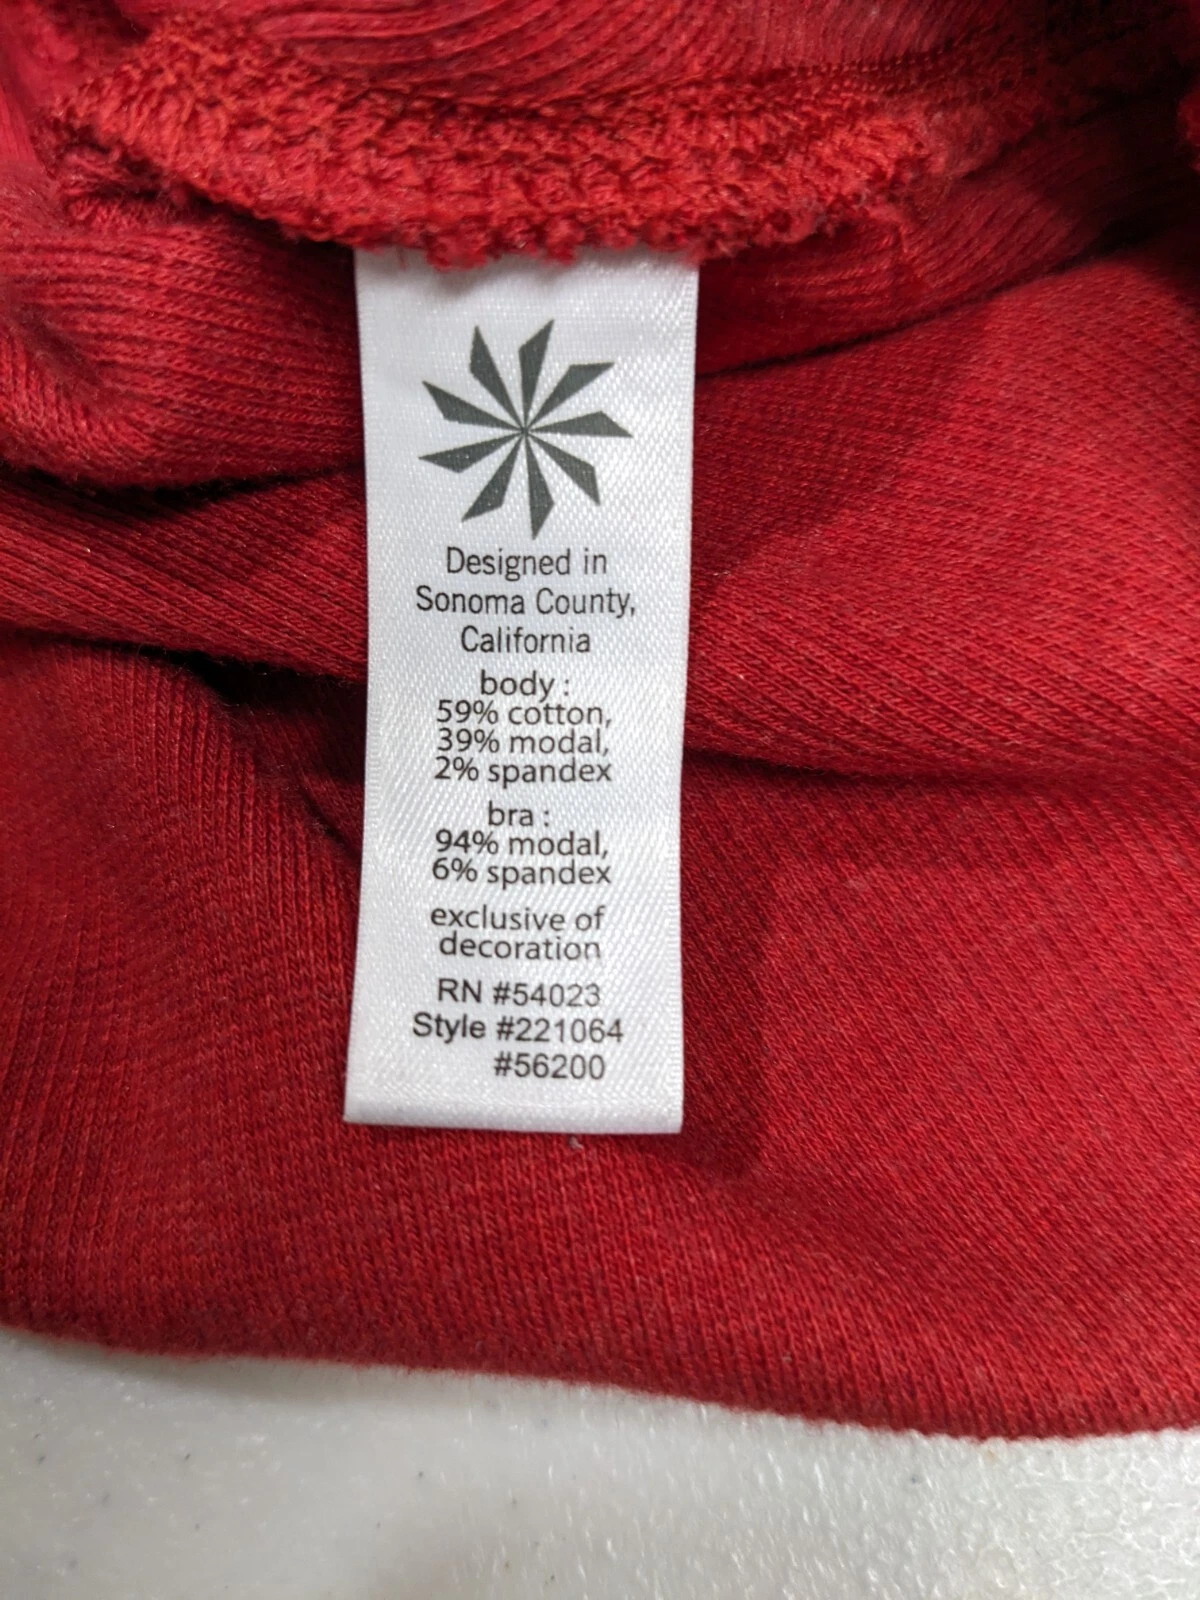 Designed in
Sonoma County,
California
body :
59% cotton,
39% modal,
2% spandex
bra :
94% modal,
6% spandex
exclusive of
decoration
RN #54023
Style #221064
#56200